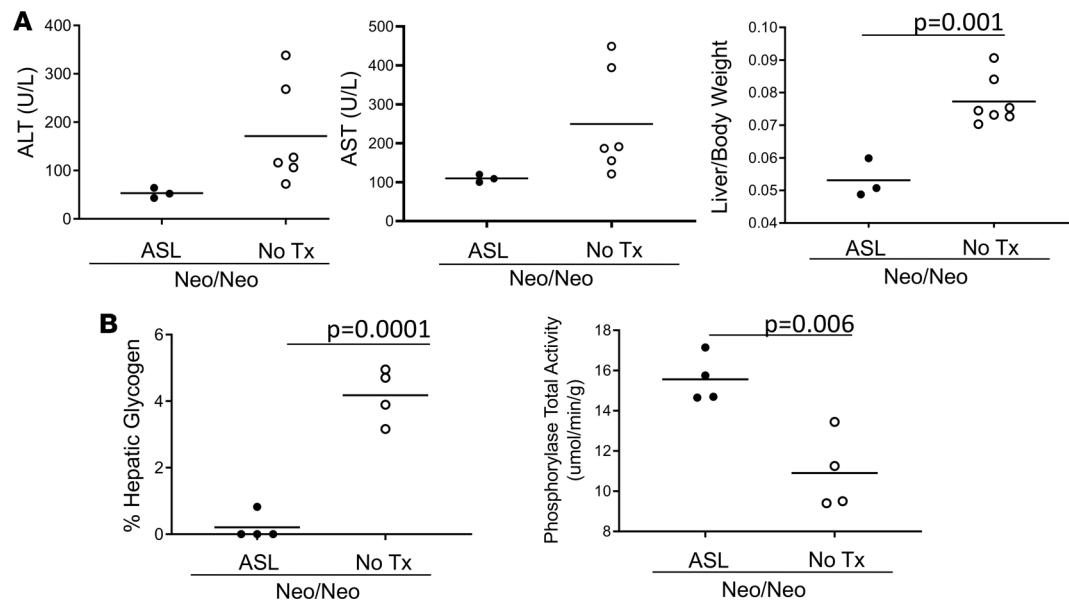 A
ALT (U/L)
400
300
200
100
0
ASL
No Tx
Neo/Neo
AST (U/L)
500
400
300
200
100
0
ASL
No Tx
Neo/Neo
p=0.001
Liver/Body Weight
0.10
0.09
0.08
0.07
0.06
0.05
0.04
ASL
No Tx
Neo/Neo
B
p=0.0001
% Hepatic Glycogen
6
4
2
0
ASL
No Tx
Neo/Neo
p=0.006
Phosphorylase Total Activity
(umol/min/g)
18
16
14
12
10
8
ASL
No Tx
Neo/Neo